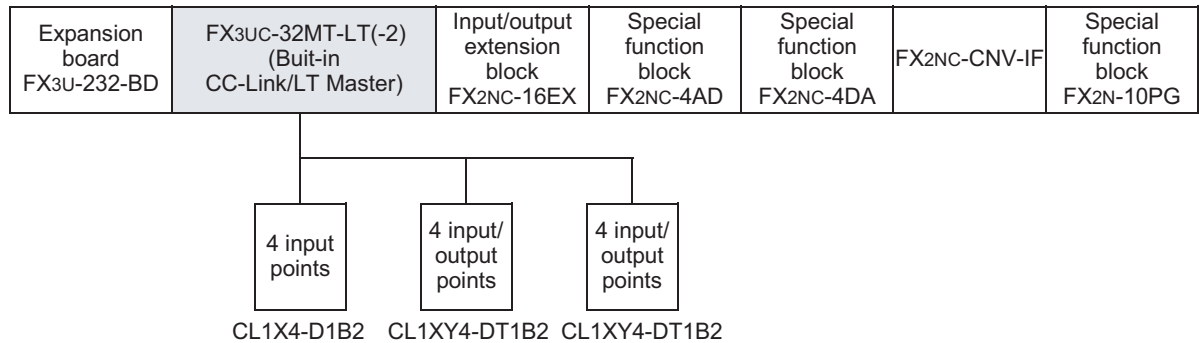 Expansion
board
FX3U-232-BD
FX3UC-32MT-LT(-2)
(Buit-in
CC-Link/LT Master)
Input/output
extension
block
FX2NC-16EX
Special
function
block
FX2NC-4AD
Special
function
block
FX2NC-4DA
FX2NC-CNV-IF
Special
function
block
FX2N-10PG
4 input
points
4 input/
output
points
4 input/
output
points
CL1X4-D1B2
CL1XY4-DT1B2
CL1XY4-DT1B2